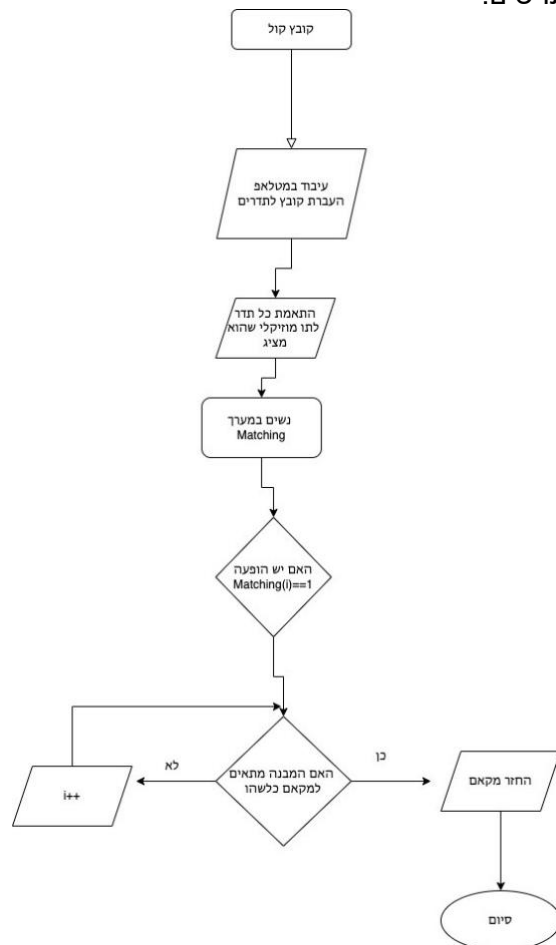 קובץ קול
עיבוד במטלאפ
העברת קובץ לתדרים
התאמת כל תדר
לתו מוזיקלי שהוא
מציג
נשים במערך
Matching
האם יש הופעה
Matching(i)==1
האם המבנה מתאים
למקאם כלשהו
לא
כן
i++
החזר מקאם
סיום